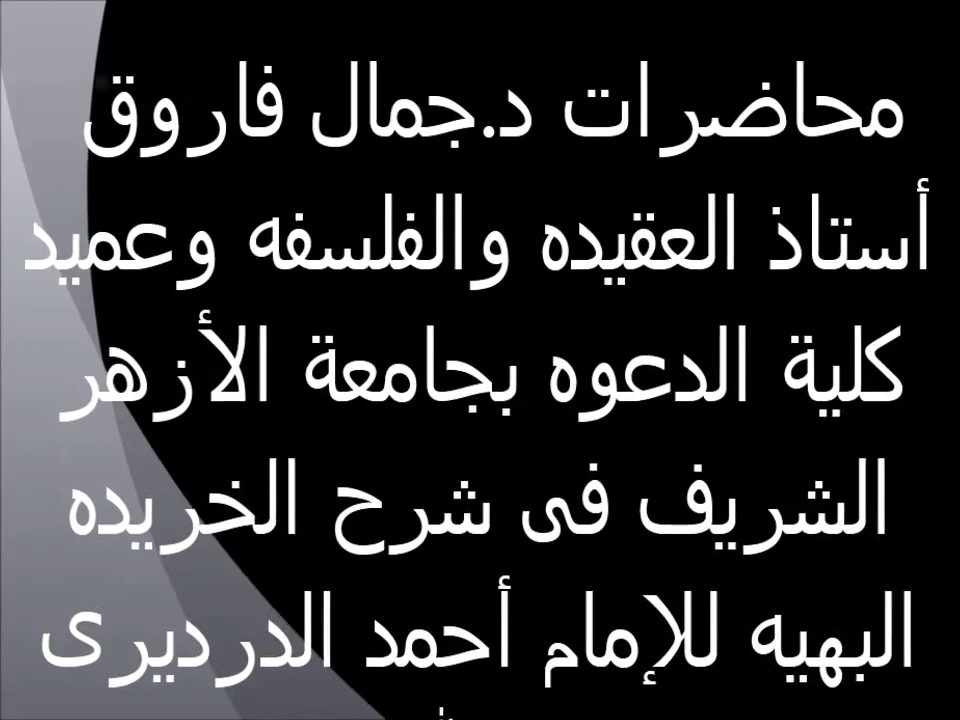 محاضرات د.جمال فاروق
أستاذ العقيده والفلسفه وعميد
كلية الدعوه بجامعة الأزهر
الشريف فى شرح الخريده
البهيه للإمام أحمد الدرديرى